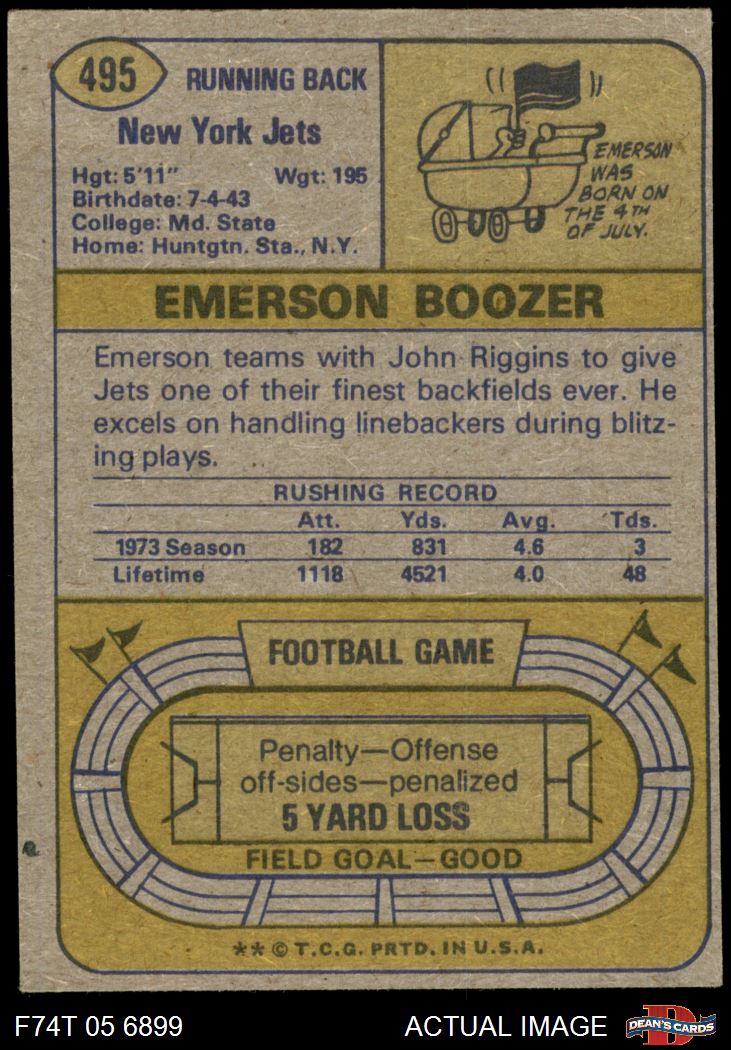 495
RUNNING BACK
New York Jets
Hgt: 5'11" Wgt: 195
Birthdate: 7-4-43
College: Md. State
Home: Huntgtn. Sta., N.Y.
EMERSON
WAS
BORN ON
THE 4TH
OF JULY.
EMERSON BOOZER
Emerson teams with John Riggins to give
Jets one of their finest backfields ever. He
excels on handling linebackers during blitz-
ing plays.
RUSHING RECORD
Att. Yds. Avg. Tds.
1973 Season 182 831 4.6 3
Lifetime 1118 4521 4.0 48
FOOTBALL GAME
Penalty—Offense
off-sides—penalized
5 YARD LOSS
FIELD GOAL—GOOD
** © T.C.G. PRTD. IN U.S.A.
F74T 05 6899 ACTUAL IMAGE DEAN'S CARDS